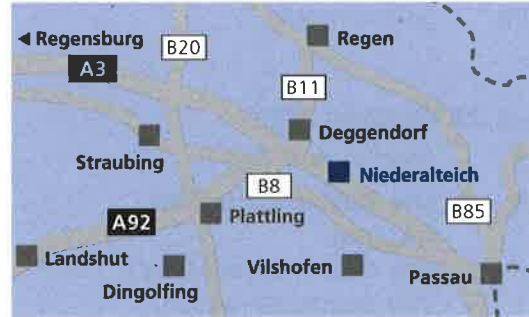 ◄ Regensburg
B20
Regen
A3
B11
Deggendorf
Straubing
Niederalteich
B8
A92
Plattling
B85
Landshut
Vilshofen
Passau
Dingolfing